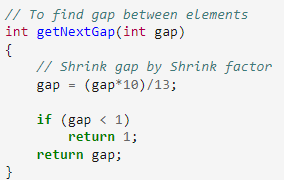 // To find gap between elements
int getNextGap(int gap)
{
    // Shrink gap by Shrink factor
    gap = (gap*10)/13;

    if (gap < 1)
        return 1;
    return gap;
}